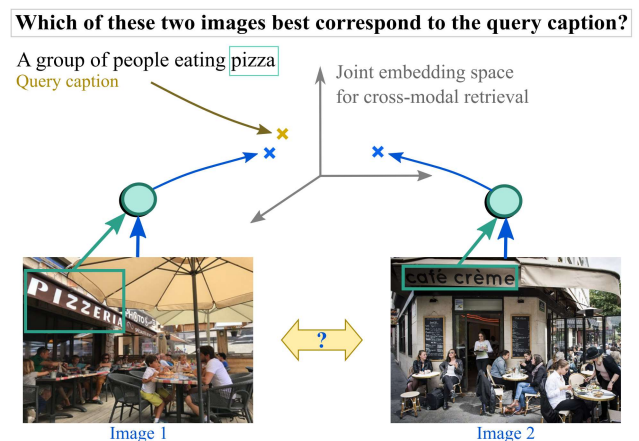 Which of these two images best correspond to the query caption?
A group of people eating pizza
Query caption
Joint embedding space
for cross-modal retrieval
PIZZERIA
café crème
?
Image 1
Image 2